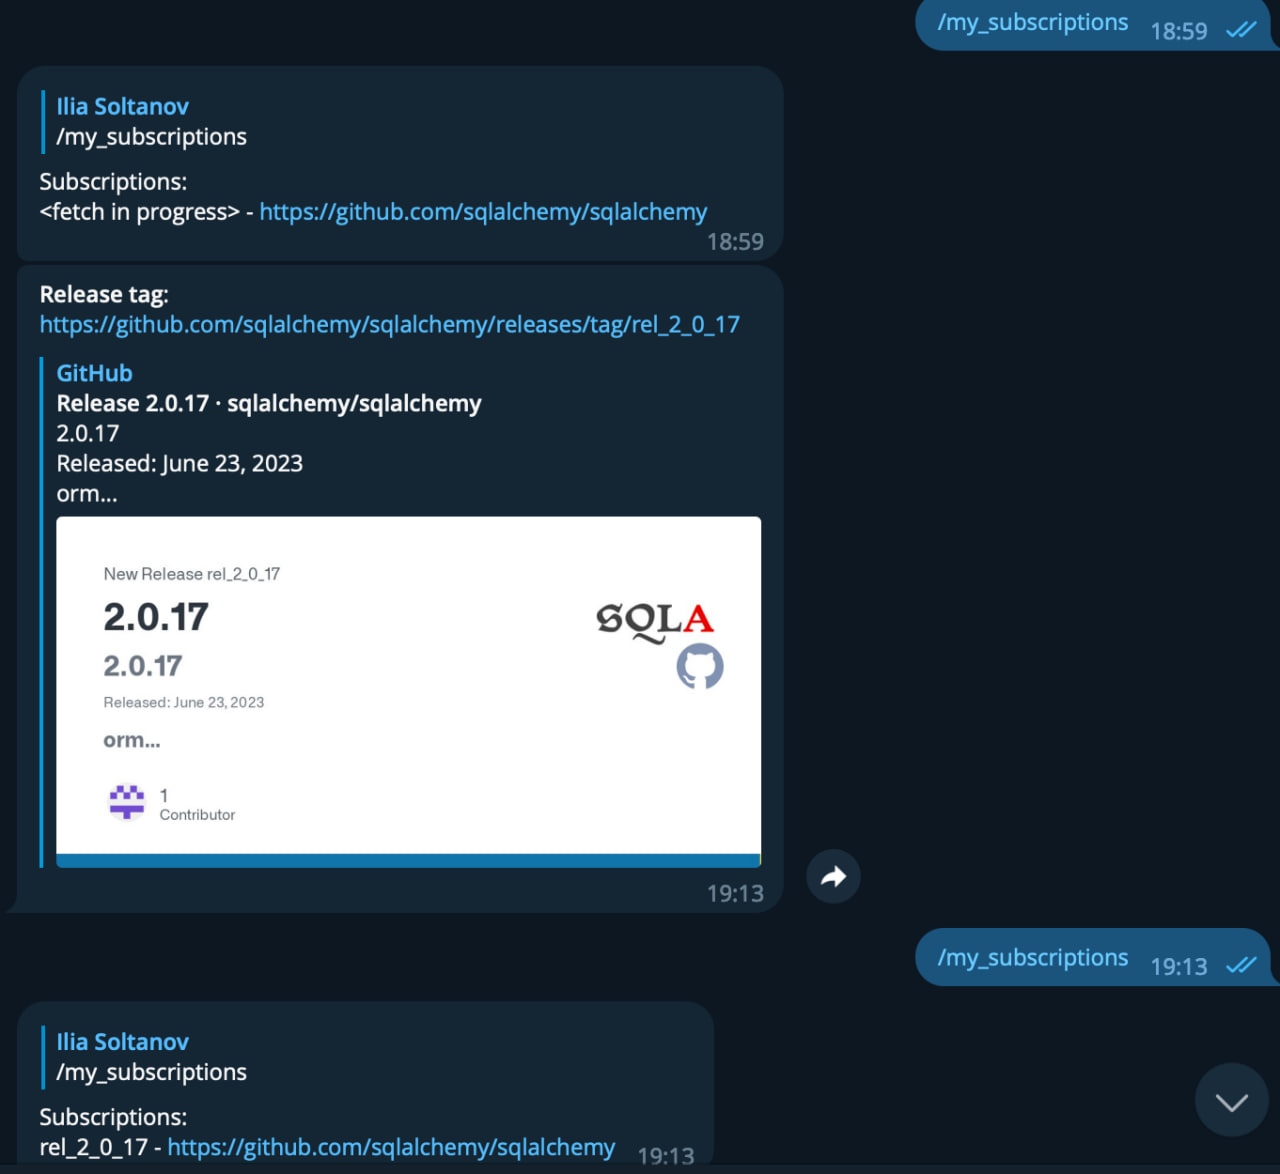 /my_subscriptions 18:59
Ilia Soltanov
/my_subscriptions
Subscriptions:
<fetch in progress> - https://github.com/sqlalchemy/sqlalchemy
18:59
Release tag:
https://github.com/sqlalchemy/sqlalchemy/releases/tag/rel_2_0_17
GitHub
Release 2.0.17 · sqlalchemy/sqlalchemy
2.0.17
Released: June 23, 2023
orm...
New Release rel_2_0_17
2.0.17
SQLA
2.0.17
Released: June 23, 2023
orm...
1
Contributor
19:13
/my_subscriptions 19:13
Ilia Soltanov
/my_subscriptions
Subscriptions:
rel_2_0_17 - https://github.com/sqlalchemy/sqlalchemy 19:13